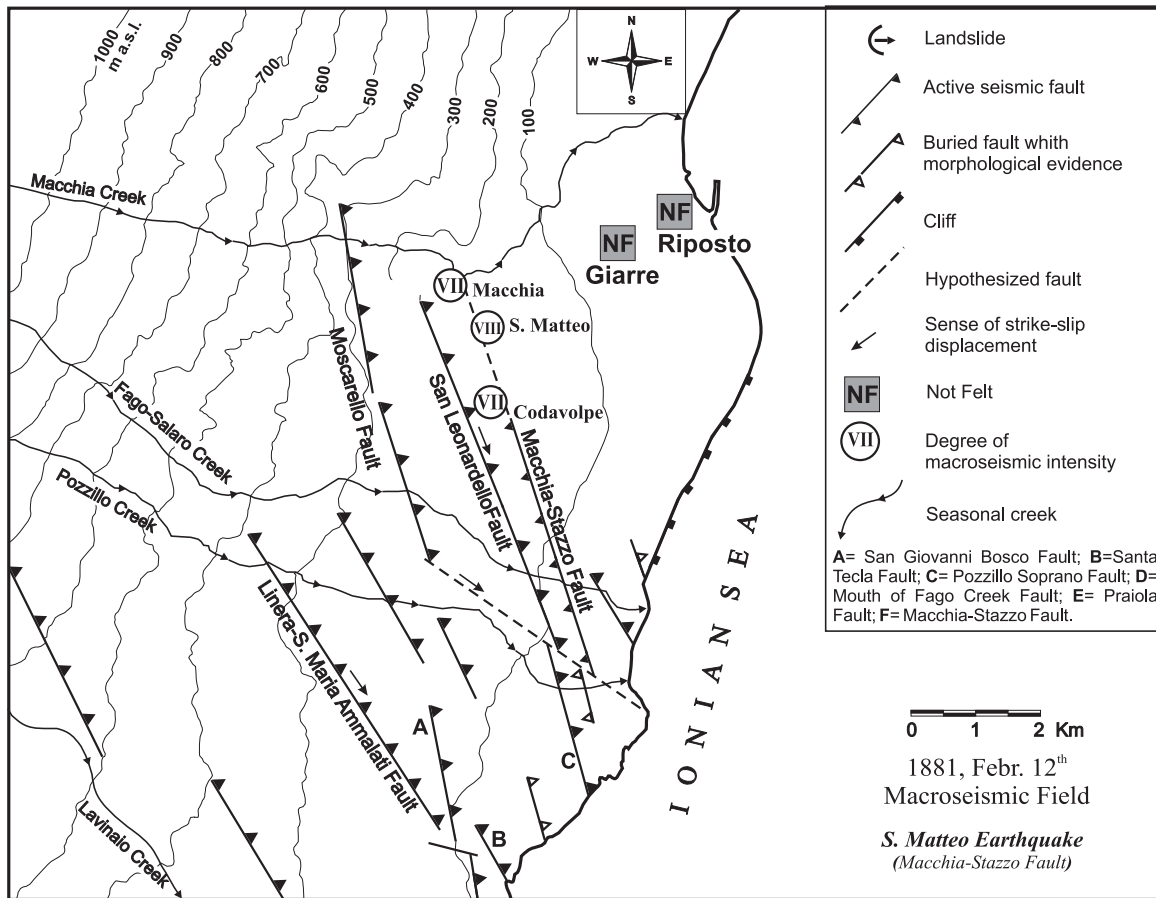 1000
m a.s.l.
900
800
700
600
500
400
300
200
100
N
W
E
S
Macchia Creek
NF
Riposto
NF
Giarre
VII
Macchia
VIII
S. Matteo
VII
Codavolpe
Moscarello Fault
San Leonardello Fault
Macchia-Stazzo Fault
Fago-Salaro Creek
Pozzillo Creek
Linera-S. Maria Ammalati Fault
Lavinaio Creek
A
B
C
IONIAN SEA
Landslide
Active seismic fault
Buried fault whith
morphological evidence
Cliff
Hypothesized fault
Sense of strike-slip
displacement
NF
Not Felt
VII
Degree of
macroseismic intensity
Seasonal creek
A= San Giovanni Bosco Fault; B=Santa
Tecla Fault; C= Pozzillo Soprano Fault; D=
Mouth of Fago Creek Fault; E= Praiola
Fault; F= Macchia-Stazzo Fault.
0 1 2 Km
1881, Febr. 12th
Macroseismic Field
S. Matteo Earthquake
(Macchia-Stazzo Fault)